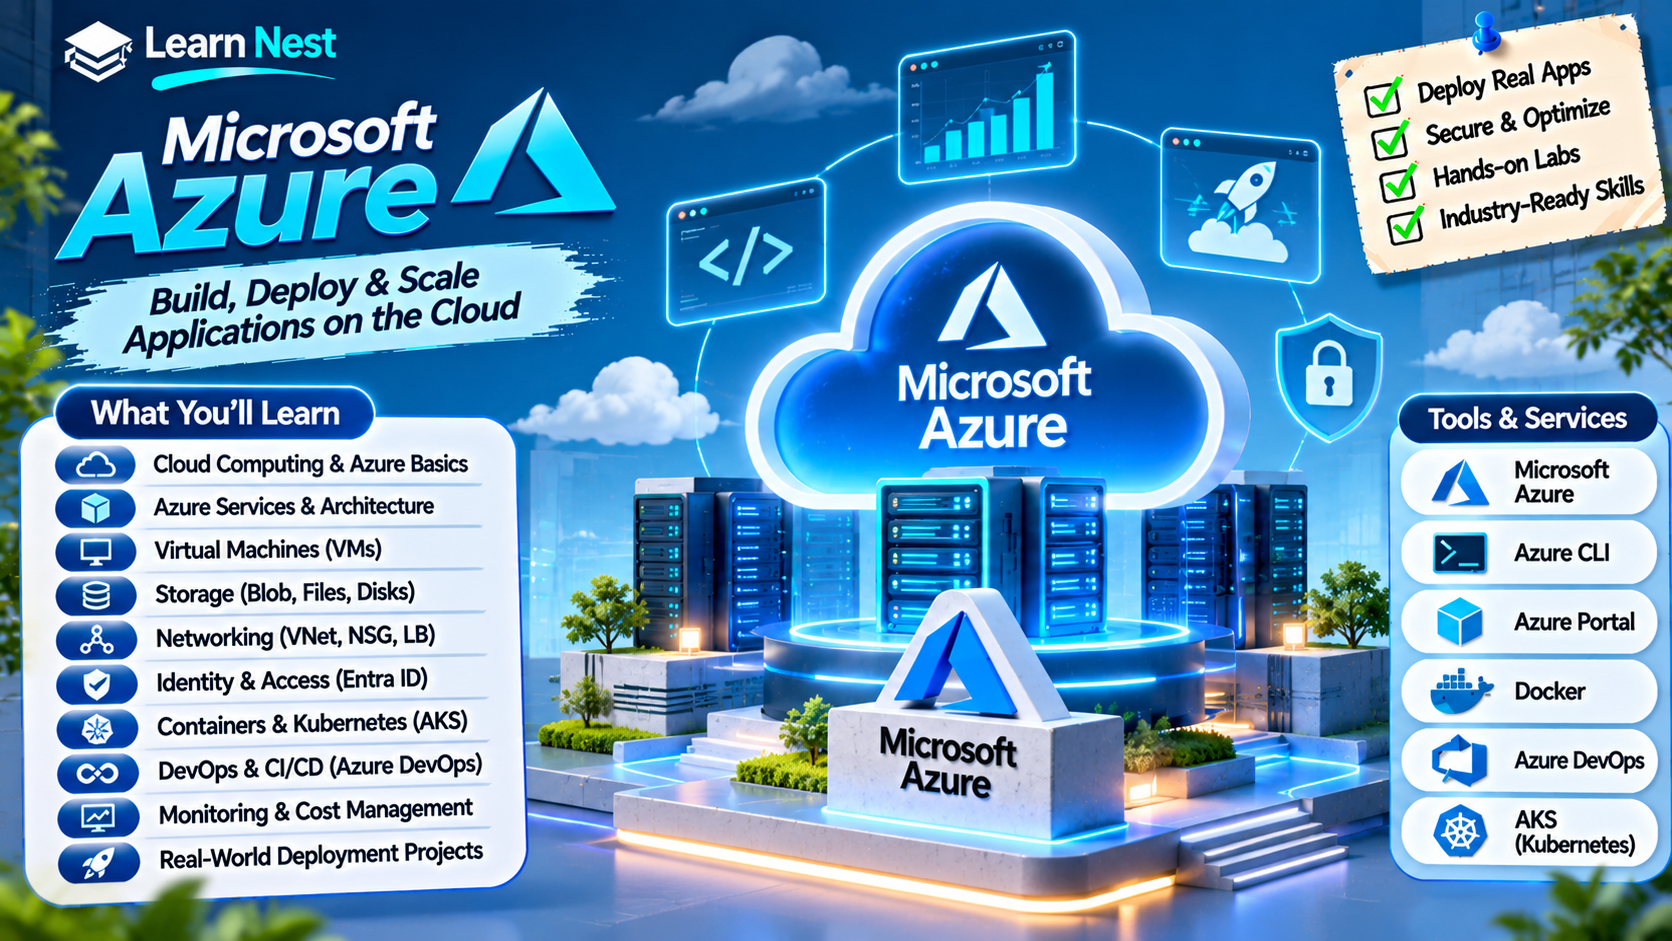 Learn Nest
Microsoft
Azure
Build, Deploy & Scale
Applications on the Cloud
What You'll Learn
Cloud Computing & Azure Basics
Azure Services & Architecture
Virtual Machines (VMs)
Storage (Blob, Files, Disks)
Networking (VNet, NSG, LB)
Identity & Access (Entra ID)
Containers & Kubernetes (AKS)
DevOps & CI/CD (Azure DevOps)
Monitoring & Cost Management
Real-World Deployment Projects
</>
Microsoft
Azure
Microsoft
Azure
Deploy Real Apps
Secure & Optimize
Hands-on Labs
Industry-Ready Skills
Tools & Services
Microsoft
Azure
Azure CLI
Azure Portal
Docker
Azure DevOps
AKS
(Kubernetes)